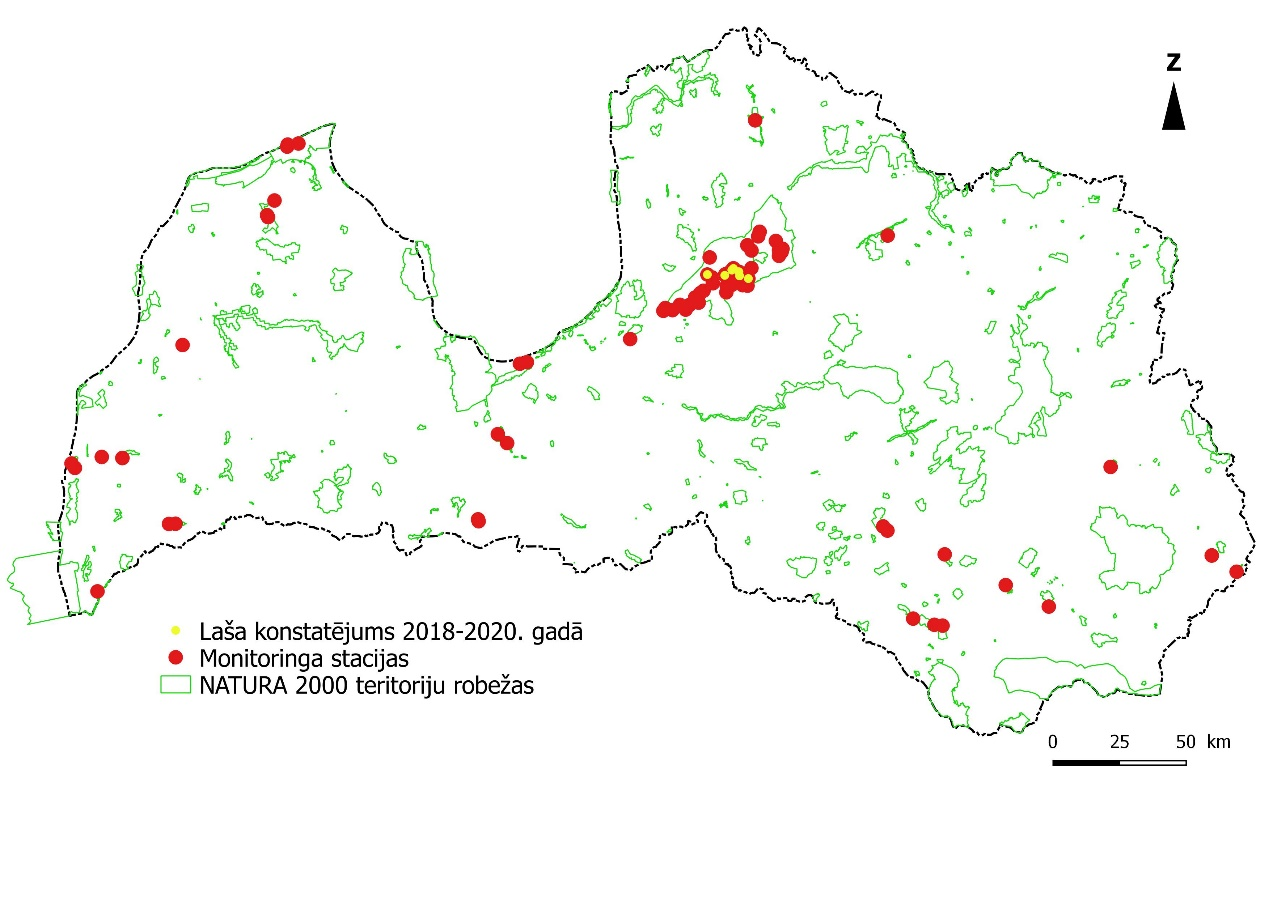 Z
Laša konstatējums 2018-2020. gadā
Monitoringa stacijas
NATURA 2000 teritoriju robežas
0 25 50 km